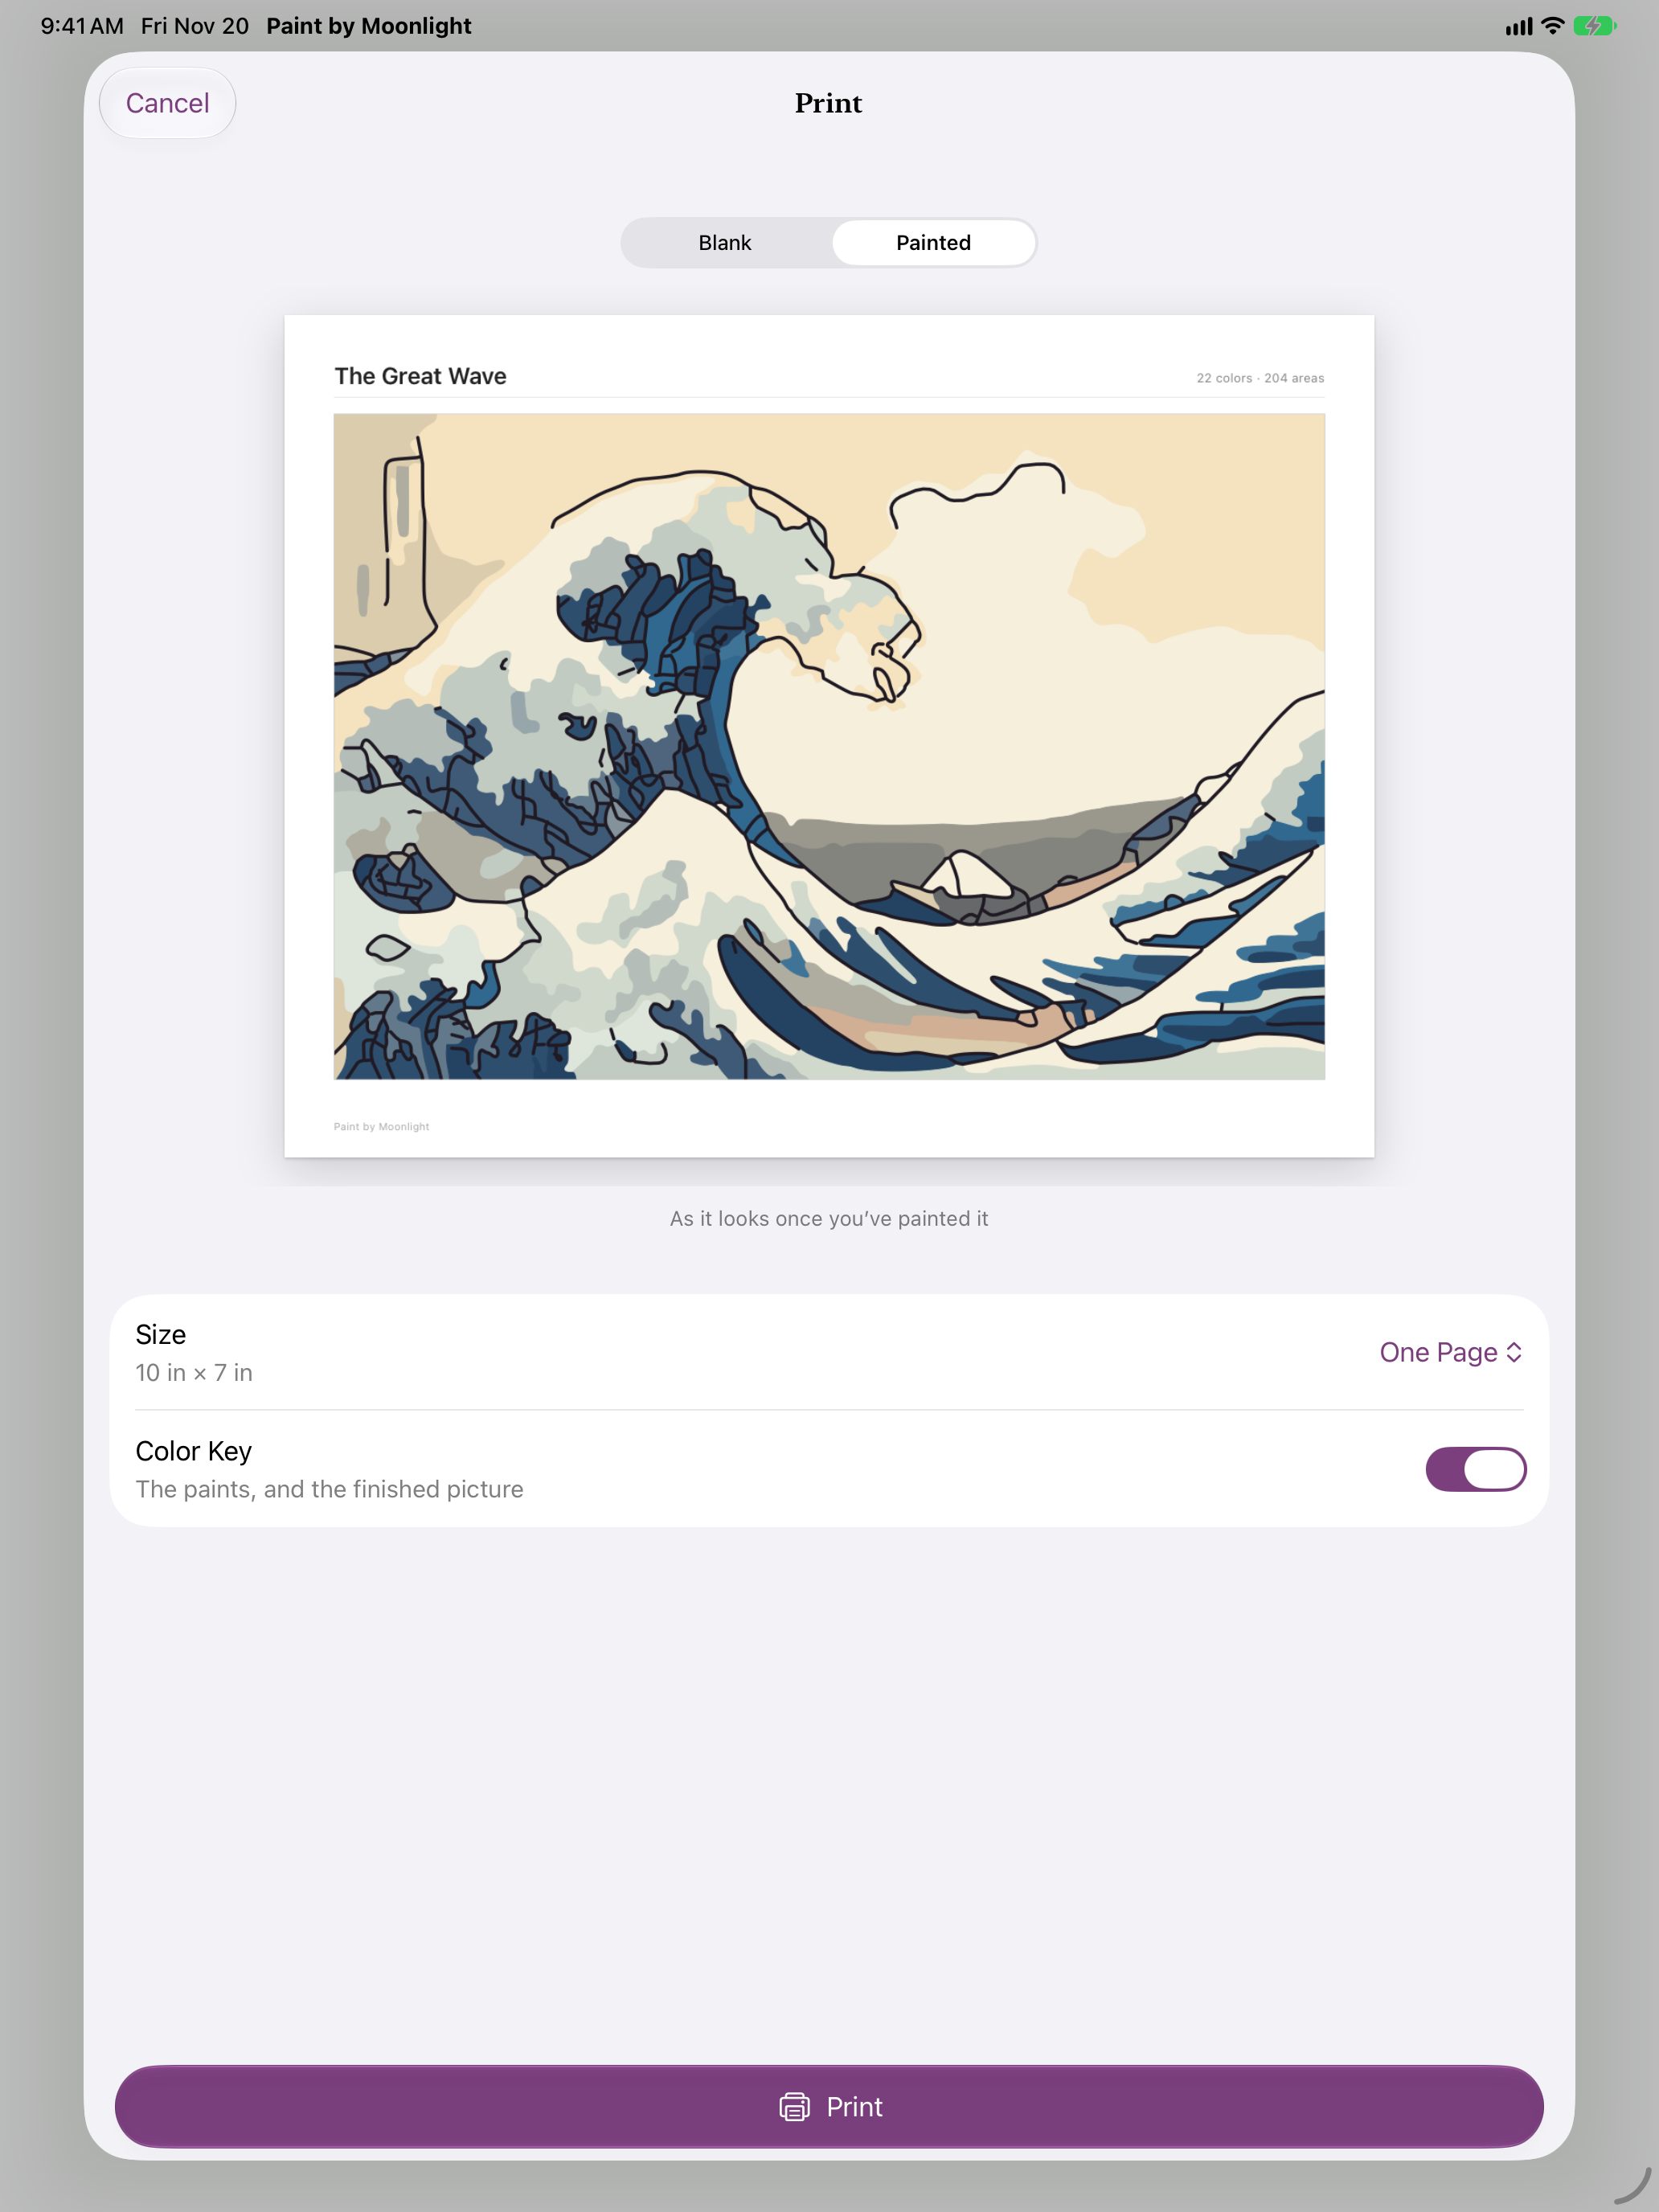 9:41 AM Fri Nov 20 Paint by Moonlight
Cancel
Print
Blank
Painted
The Great Wave
22 colors · 204 areas
Paint by Moonlight
As it looks once you’ve painted it
Size
10 in × 7 in
One Page
Color Key
The paints, and the finished picture
Print